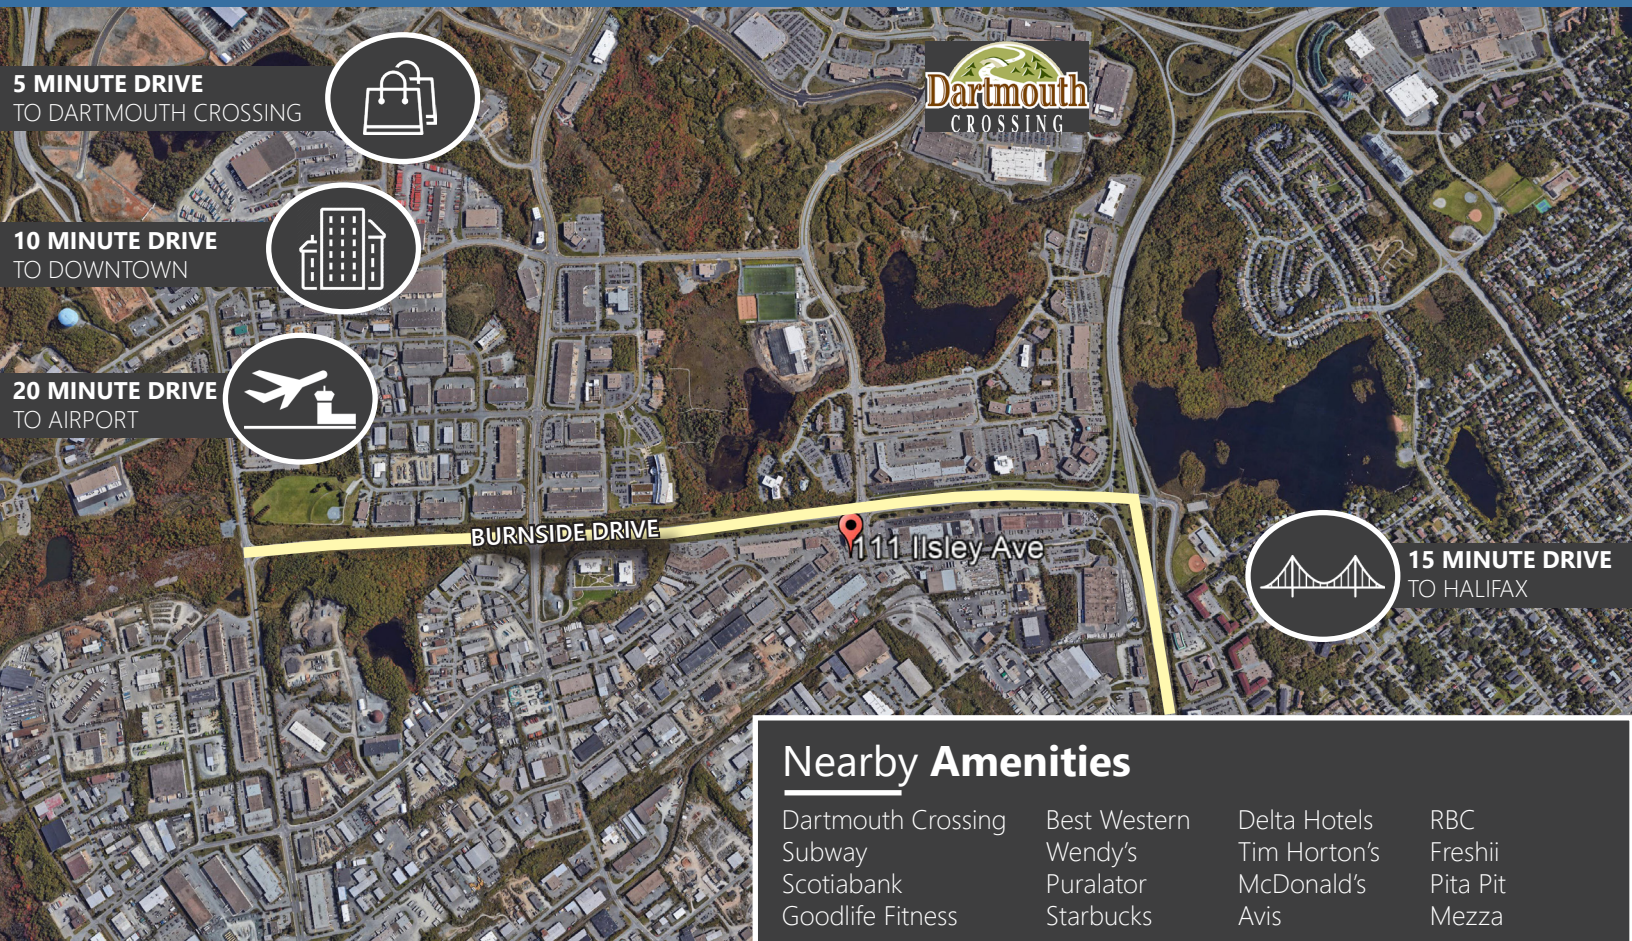 5 MINUTE DRIVE
TO DARTMOUTH CROSSING
Dartmouth
CROSSING
10 MINUTE DRIVE
TO DOWNTOWN
20 MINUTE DRIVE
TO AIRPORT
BURNSIDE DRIVE
111 Ilsley Ave
15 MINUTE DRIVE
TO HALIFAX
Nearby Amenities
Dartmouth Crossing Best Western Delta Hotels RBC
Subway Wendy's Tim Horton's Freshii
Scotiabank Puralator McDonald's Pita Pit
Goodlife Fitness Starbucks Avis Mezza